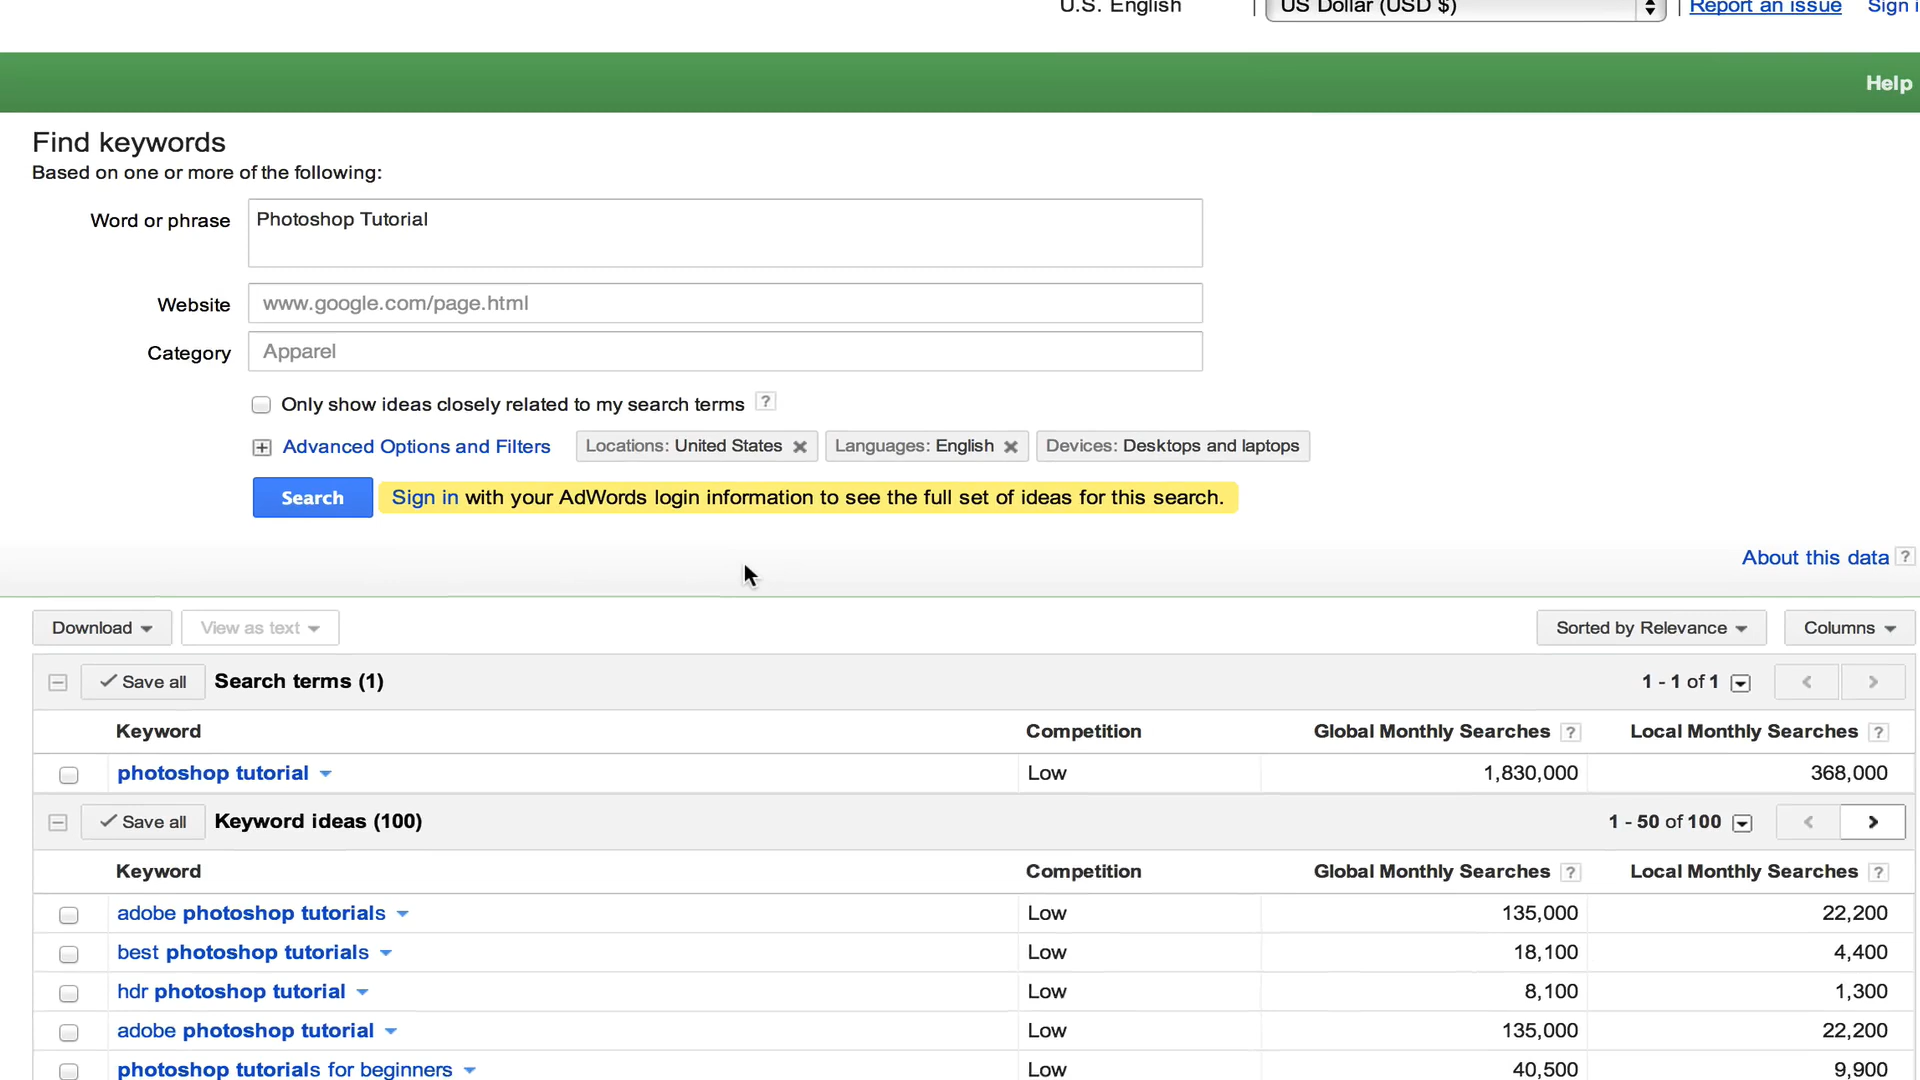 U.S. English | US Dollar (USD $) | Report an issue Sign i
Help
Find keywords
Based on one or more of the following:
Word or phrase Photoshop Tutorial
Website www.google.com/page.html
Category Apparel
Only show ideas closely related to my search terms ?
Advanced Options and Filters Locations: United States Languages: English Devices: Desktops and laptops
Search Sign in with your AdWords login information to see the full set of ideas for this search.
About this data ?
Download View as text Sorted by Relevance Columns
Save all Search terms (1) 1 - 1 of 1
Keyword Competition Global Monthly Searches ? Local Monthly Searches ?
photoshop tutorial Low 1,830,000 368,000
Save all Keyword ideas (100) 1 - 50 of 100
Keyword Competition Global Monthly Searches ? Local Monthly Searches ?
adobe photoshop tutorials Low 135,000 22,200
best photoshop tutorials Low 18,100 4,400
hdr photoshop tutorial Low 8,100 1,300
adobe photoshop tutorial Low 135,000 22,200
photoshop tutorials for beginners Low 40,500 9,900